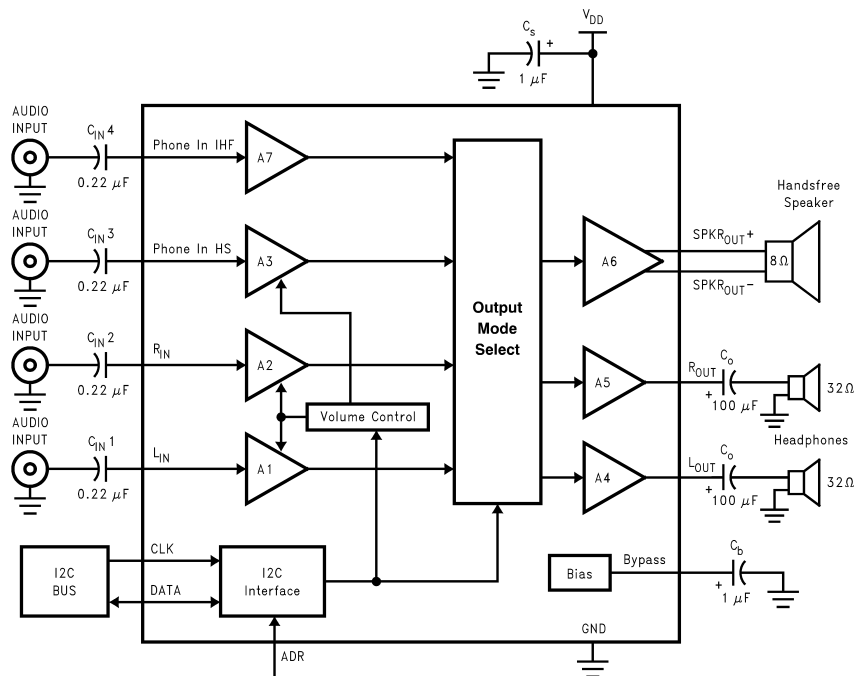 C_s
+
1 μF
V_DD
AUDIO
INPUT
C_IN 4
0.22 μF
Phone In IHF
A7
AUDIO
INPUT
C_IN 3
0.22 μF
Phone In HS
A3
AUDIO
INPUT
C_IN 2
0.22 μF
R_IN
A2
Volume Control
AUDIO
INPUT
C_IN 1
0.22 μF
L_IN
A1
Output
Mode
Select
A6
SPKR_OUT+
SPKR_OUT-
Handsfree
Speaker
8Ω
A5
R_OUT
C_o
+
100 μF
32Ω
Headphones
A4
L_OUT
C_o
+
100 μF
32Ω
I2C
BUS
CLK
DATA
I2C
Interface
ADR
Bias
Bypass
C_b
+
1 μF
GND